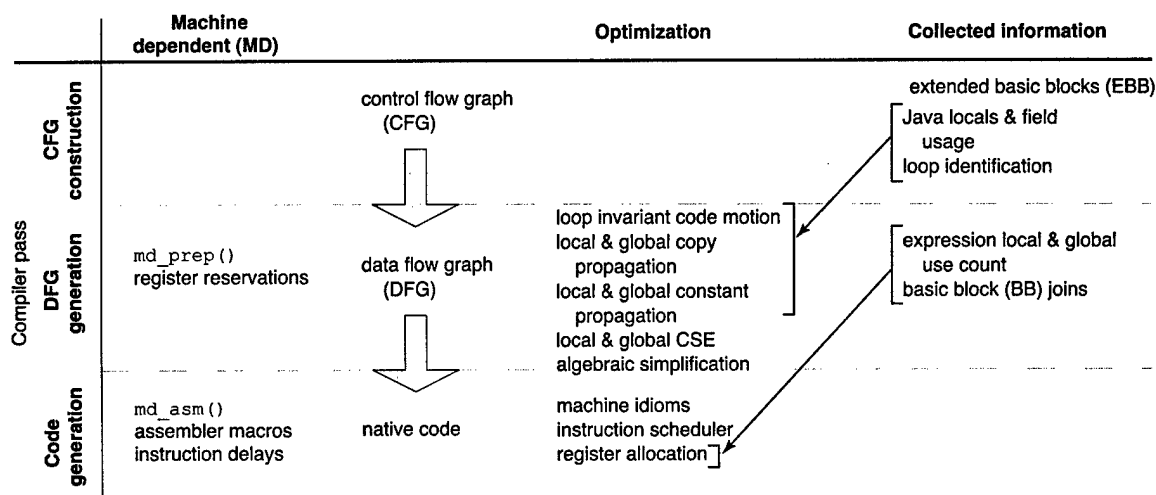 Machine
dependent (MD)
Optimization
Collected information
Compiler pass
CFG
construction
control flow graph
(CFG)
extended basic blocks (EBB)
Java locals & field
usage
loop identification
DFG
generation
md_prep()
register reservations
data flow graph
(DFG)
loop invariant code motion
local & global copy
propagation
local & global constant
propagation
local & global CSE
algebraic simplification
expression local & global
use count
basic block (BB) joins
Code
generation
md_asm()
assembler macros
instruction delays
native code
machine idioms
instruction scheduler
register allocation